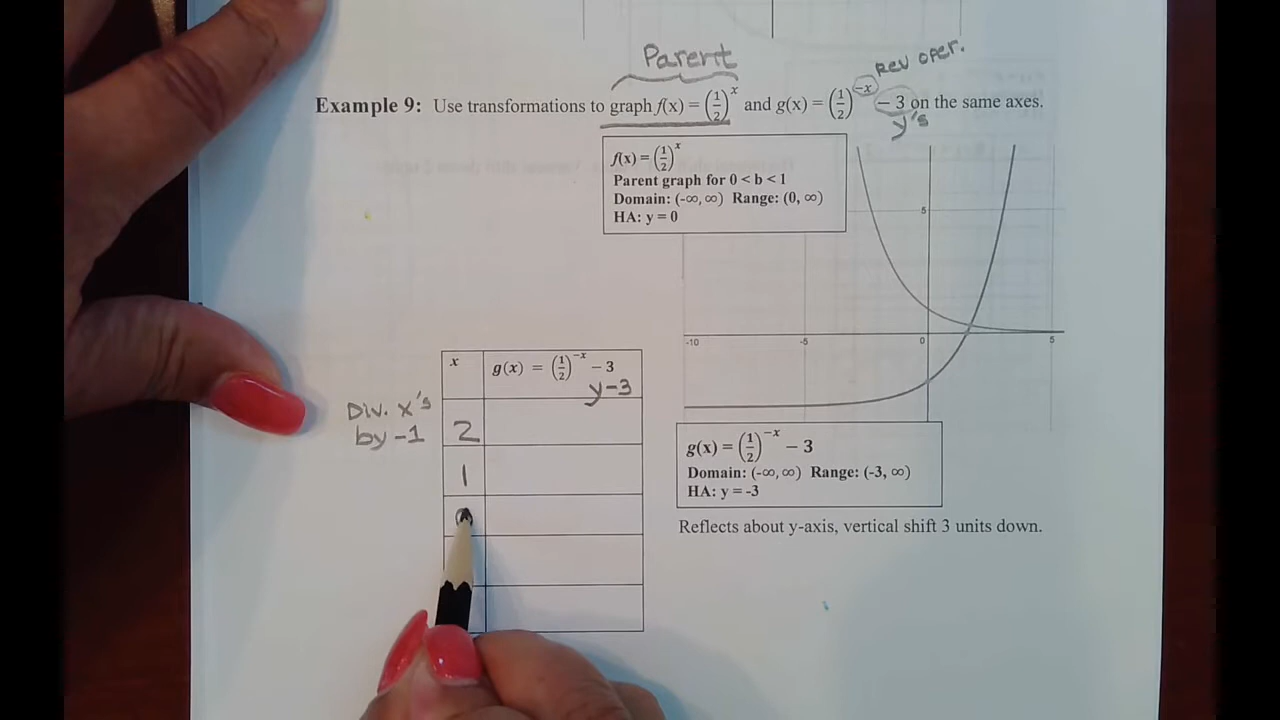 Parent
rev oper.
Example 9: Use transformations to graph f(x) = (1/2)^x and g(x) = (1/2)^-x - 3 on the same axes.
y's
f(x) = (1/2)^x
Parent graph for 0 < b < 1
Domain: (-∞, ∞) Range: (0, ∞)
HA: y = 0
5
-10 -5 0 5
x g(x) = (1/2)^-x - 3
y-3
Div. x's
by -1
2
1
0
g(x) = (1/2)^-x - 3
Domain: (-∞, ∞) Range: (-3, ∞)
HA: y = -3
Reflects about y-axis, vertical shift 3 units down.